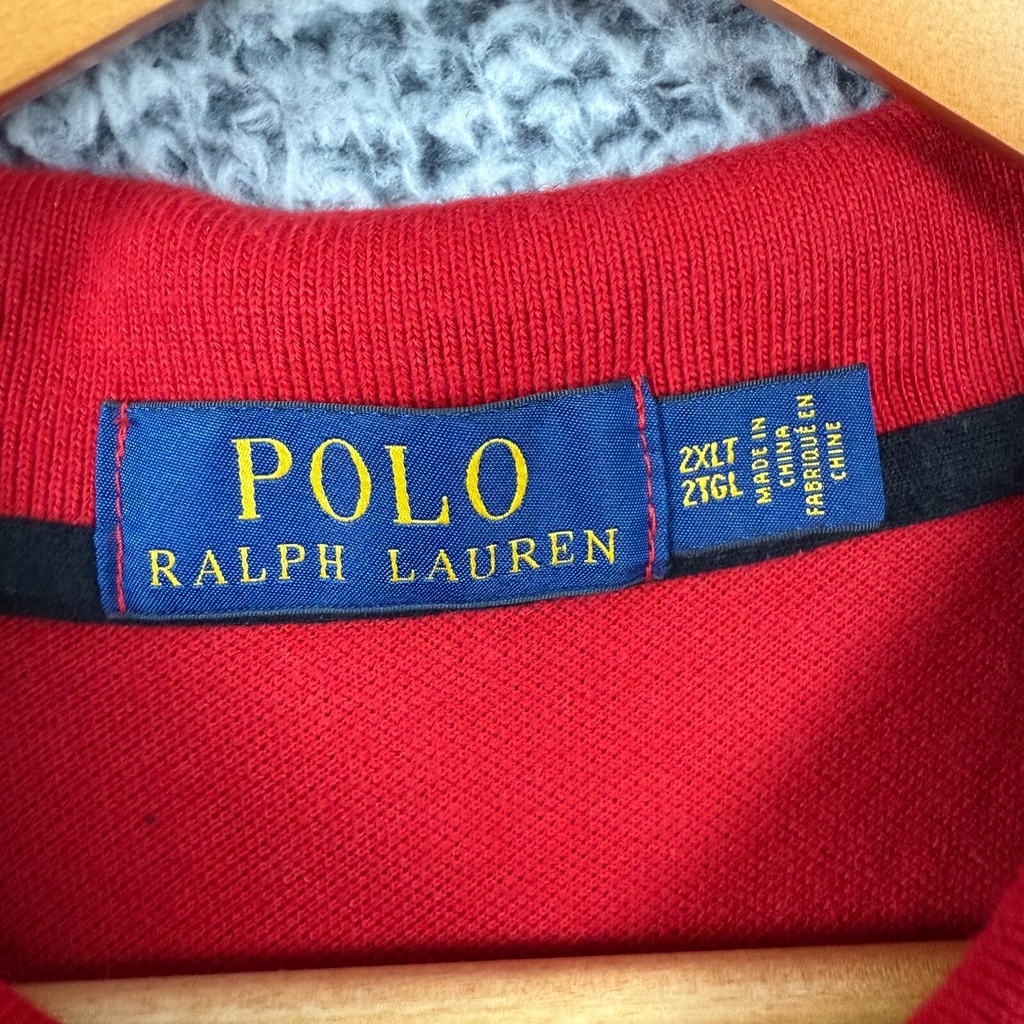 POLO
RALPH LAUREN
2XLT
2TGL
MADE IN
CHINA
FABRIQUÉ EN
CHINE